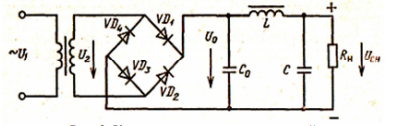 VD₄
VD₁
L
+
~U₁
U₂
U₀
C₀
C
Rн
Uсн
VD₃
VD₂
−